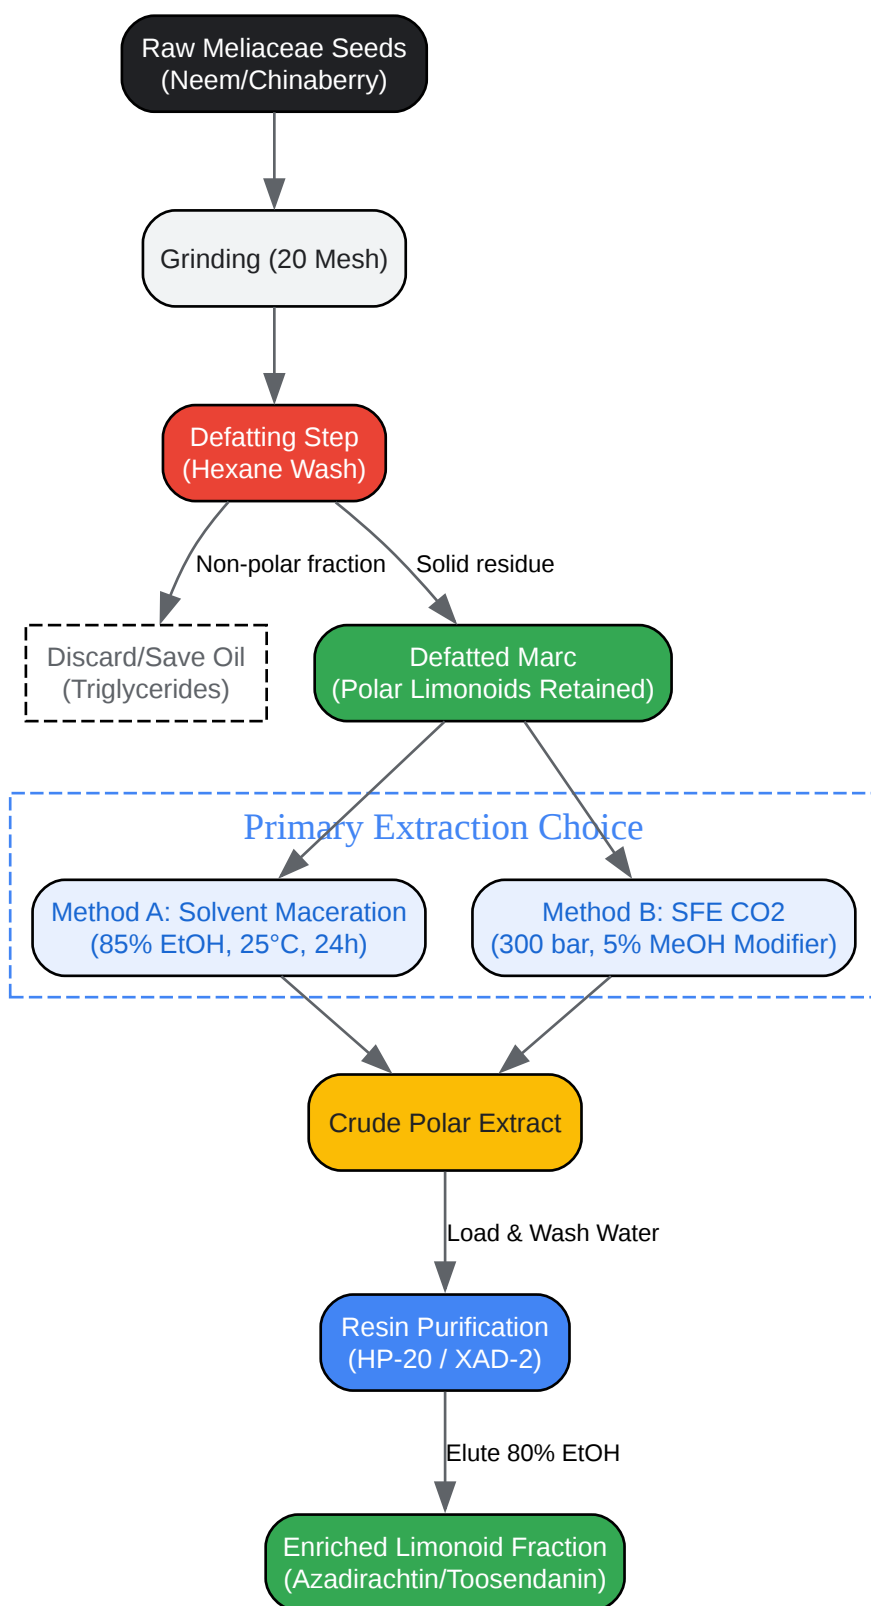 Raw Meliaceae Seeds
(Neem/Chinaberry)
Grinding (20 Mesh)
Defatting Step
(Hexane Wash)
Non-polar fraction
Solid residue
Discard/Save Oil
(Triglycerides)
Defatted Marc
(Polar Limonoids Retained)
Primary Extraction Choice
Method A: Solvent Maceration
(85% EtOH, 25°C, 24h)
Method B: SFE CO2
(300 bar, 5% MeOH Modifier)
Crude Polar Extract
Load & Wash Water
Resin Purification
(HP-20 / XAD-2)
Elute 80% EtOH
Enriched Limonoid Fraction
(Azadirachtin/Toosendanin)